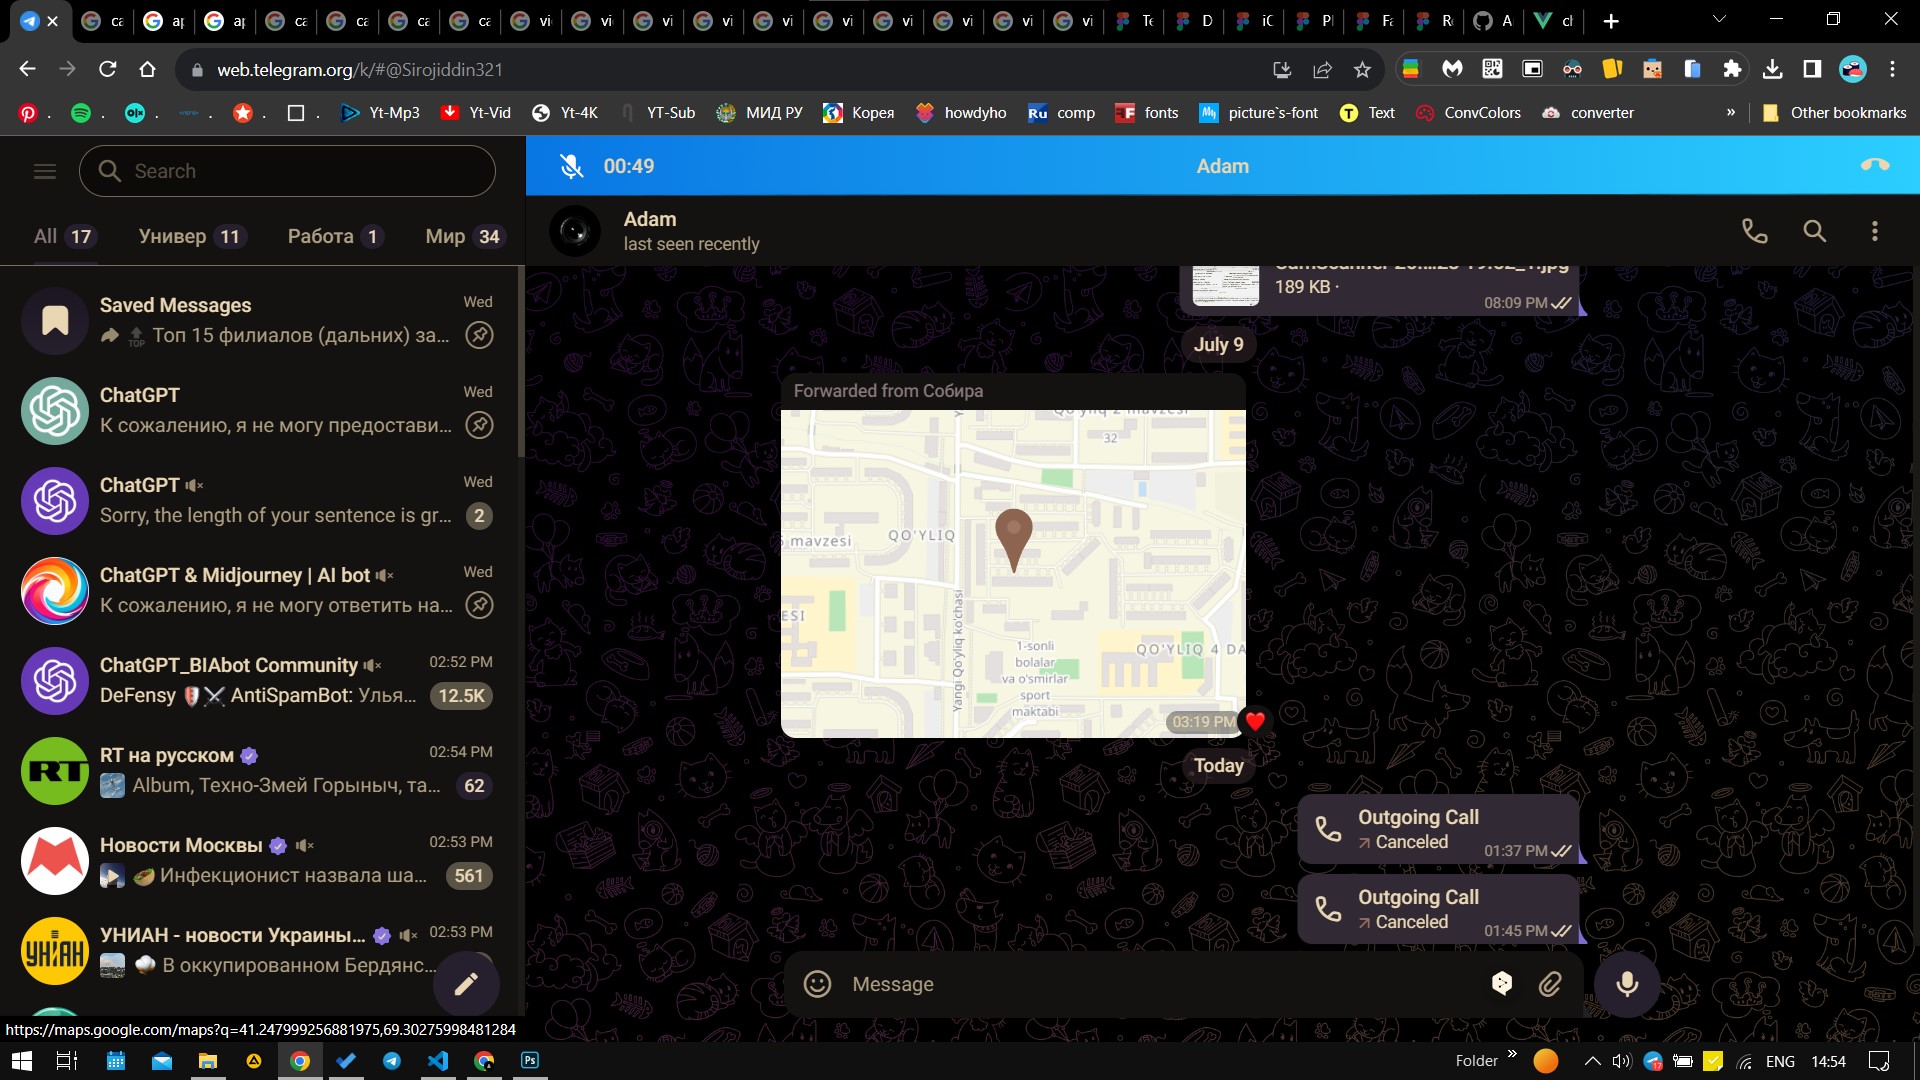 ca
ap
ap
ca
ca
ca
ca
vi
vi
vi
vi
vi
vi
vi
vi
vi
vi
Te
D
iC
Pl
Fa
Re
A
cl
web.telegram.org/k/#@Sirojiddin321
Yt-Mp3
Yt-Vid
Yt-4K
YT-Sub
МИД РУ
Корея
howdyho
Ru comp
fonts
picture`s-font
T Text
ConvColors
converter
»
Other bookmarks
Search
00:49
Adam
All 17
Универ 11
Работа 1
Мир 34
Adam
last seen recently
Saved Messages
Wed
TOP Топ 15 филиалов (дальних) за...
ChatGPT
Wed
К сожалению, я не могу предостави...
ChatGPT
Wed
Sorry, the length of your sentence is gr...
2
ChatGPT & Midjourney | AI bot
Wed
К сожалению, я не могу ответить на...
ChatGPT_BIAbot Community
02:52 PM
DeFensy 🛡️⚔️ AntiSpamBot: Улья...
12.5K
RT
RT на русском
02:54 PM
Album, Техно-Змей Горыныч, та...
62
Новости Москвы
02:53 PM
🌮 Инфекционист назвала ша...
561
УНІАН
УНИАН - новости Украины...
02:53 PM
В оккупированном Бердянс...
189 KB ·
08:09 PM
July 9
Forwarded from Собира
32
QO'YLIQ
mavzesi
ESI
Yangi Qo'yliq ko'chasi
1-sonli
bolalar
va o'smirlar
sport
maktabi
QO'YLIQ 4 DA
03:19 PM
❤️
Today
Outgoing Call
Canceled
01:37 PM
Outgoing Call
Canceled
01:45 PM
Message
https://maps.google.com/maps?q=41.247999256881975,69.30275998481284
Ps
Folder
»
17
ENG
14:54